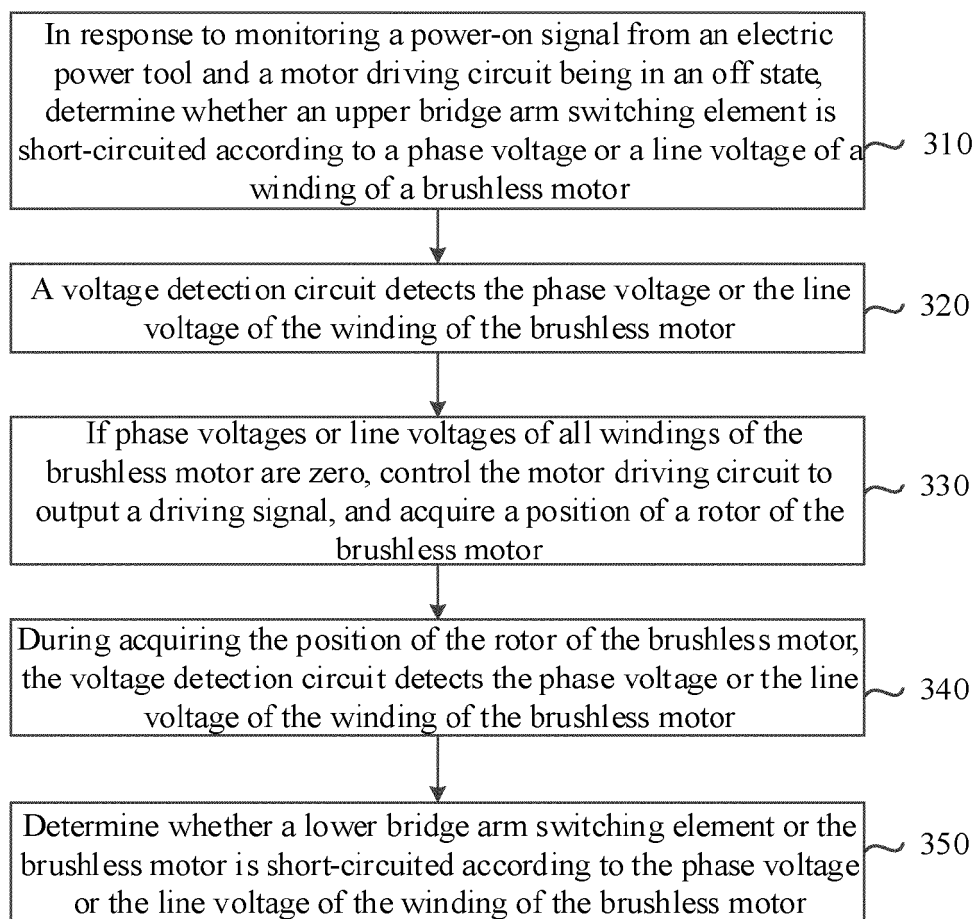 In response to monitoring a power-on signal from an electric
power tool and a motor driving circuit being in an off state,
determine whether an upper bridge arm switching element is
short-circuited according to a phase voltage or a line voltage of a
winding of a brushless motor
310
A voltage detection circuit detects the phase voltage or the line
voltage of the winding of the brushless motor
320
If phase voltages or line voltages of all windings of the
brushless motor are zero, control the motor driving circuit to
output a driving signal, and acquire a position of a rotor of the
brushless motor
330
During acquiring the position of the rotor of the brushless motor,
the voltage detection circuit detects the phase voltage or the line
voltage of the winding of the brushless motor
340
Determine whether a lower bridge arm switching element or the
brushless motor is short-circuited according to the phase voltage
or the line voltage of the winding of the brushless motor
350